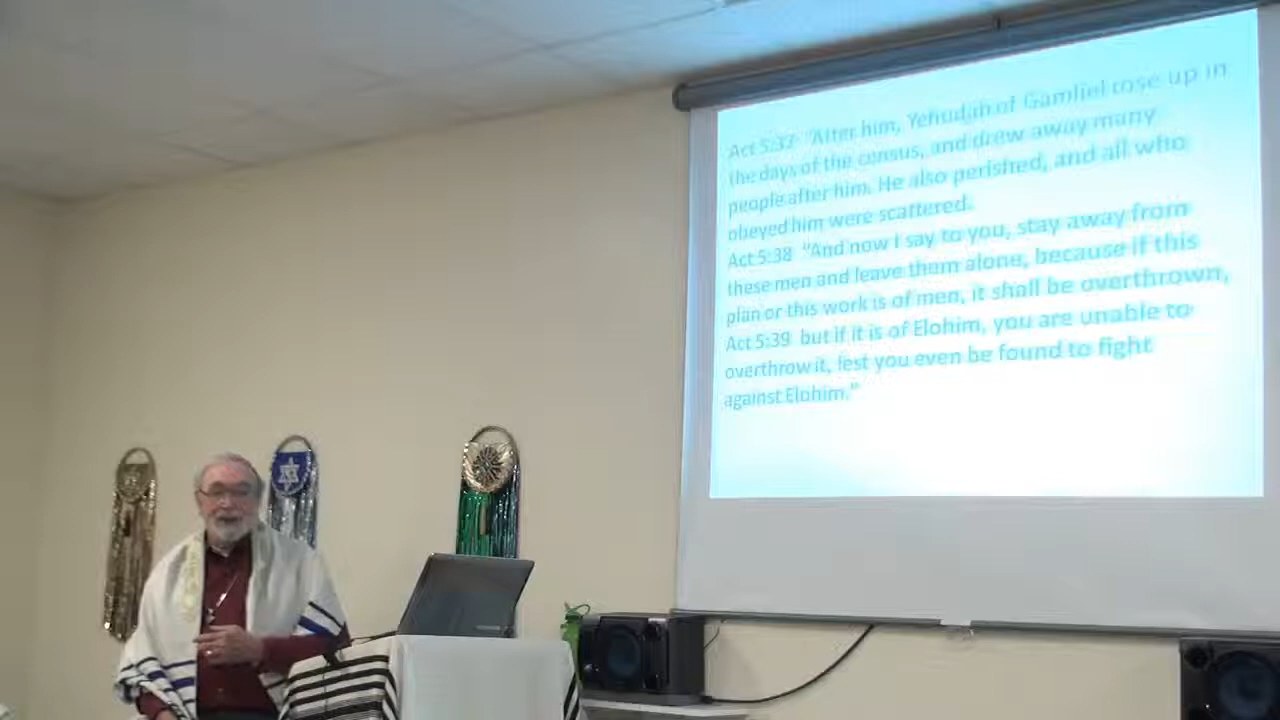 Act 5:37 "After him, Yehudah of Gamliel rose up in
the days of the census, and drew away many
people after him. He also perished, and all who
obeyed him were scattered.
Act 5:38 "And now I say to you, stay away from
these men and leave them alone, because if this
plan or this work is of men, it shall be overthrown,
Act 5:39 but if it is of Elohim, you are unable to
overthrow it, lest you even be found to fight
against Elohim."